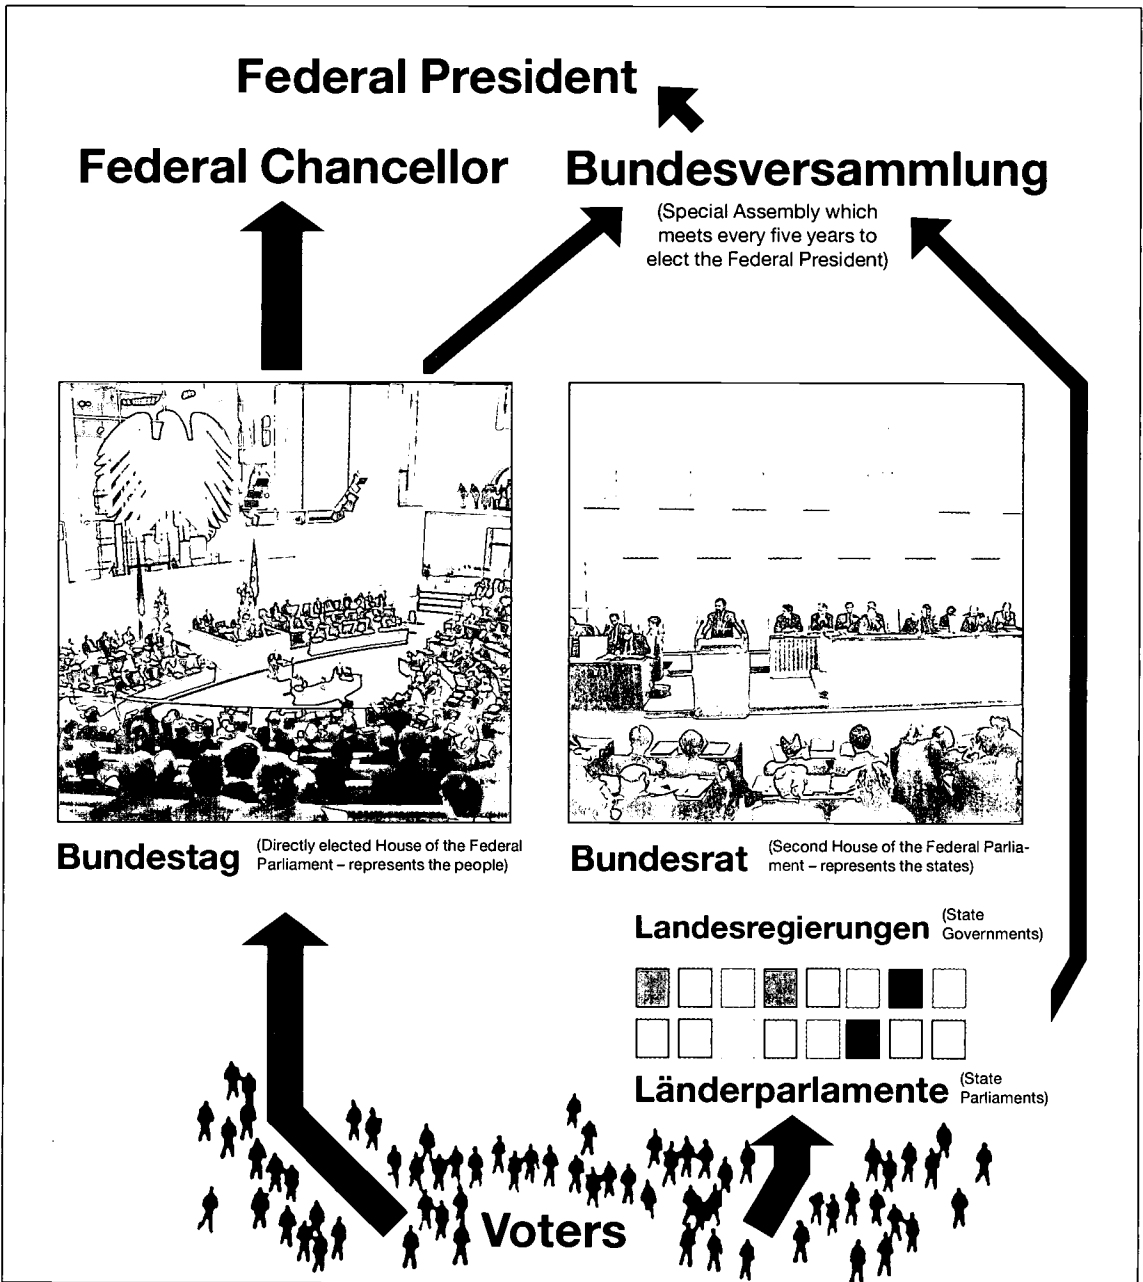 Federal President
Federal Chancellor
Bundesversammlung
(Special Assembly which
meets every five years to
elect the Federal President)
Bundestag
(Directly elected House of the Federal
Parliament – represents the people)
Bundesrat
(Second House of the Federal Parlia-
ment – represents the states)
Landesregierungen
(State
Governments)
Länderparlamente
(State
Parliaments)
Voters